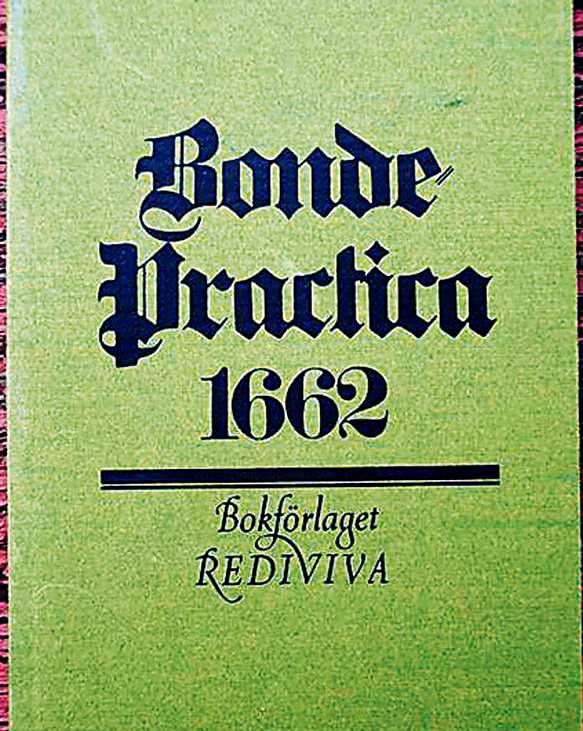 Bonde-
Practica
1662
Bokförlaget
REDIVIVA